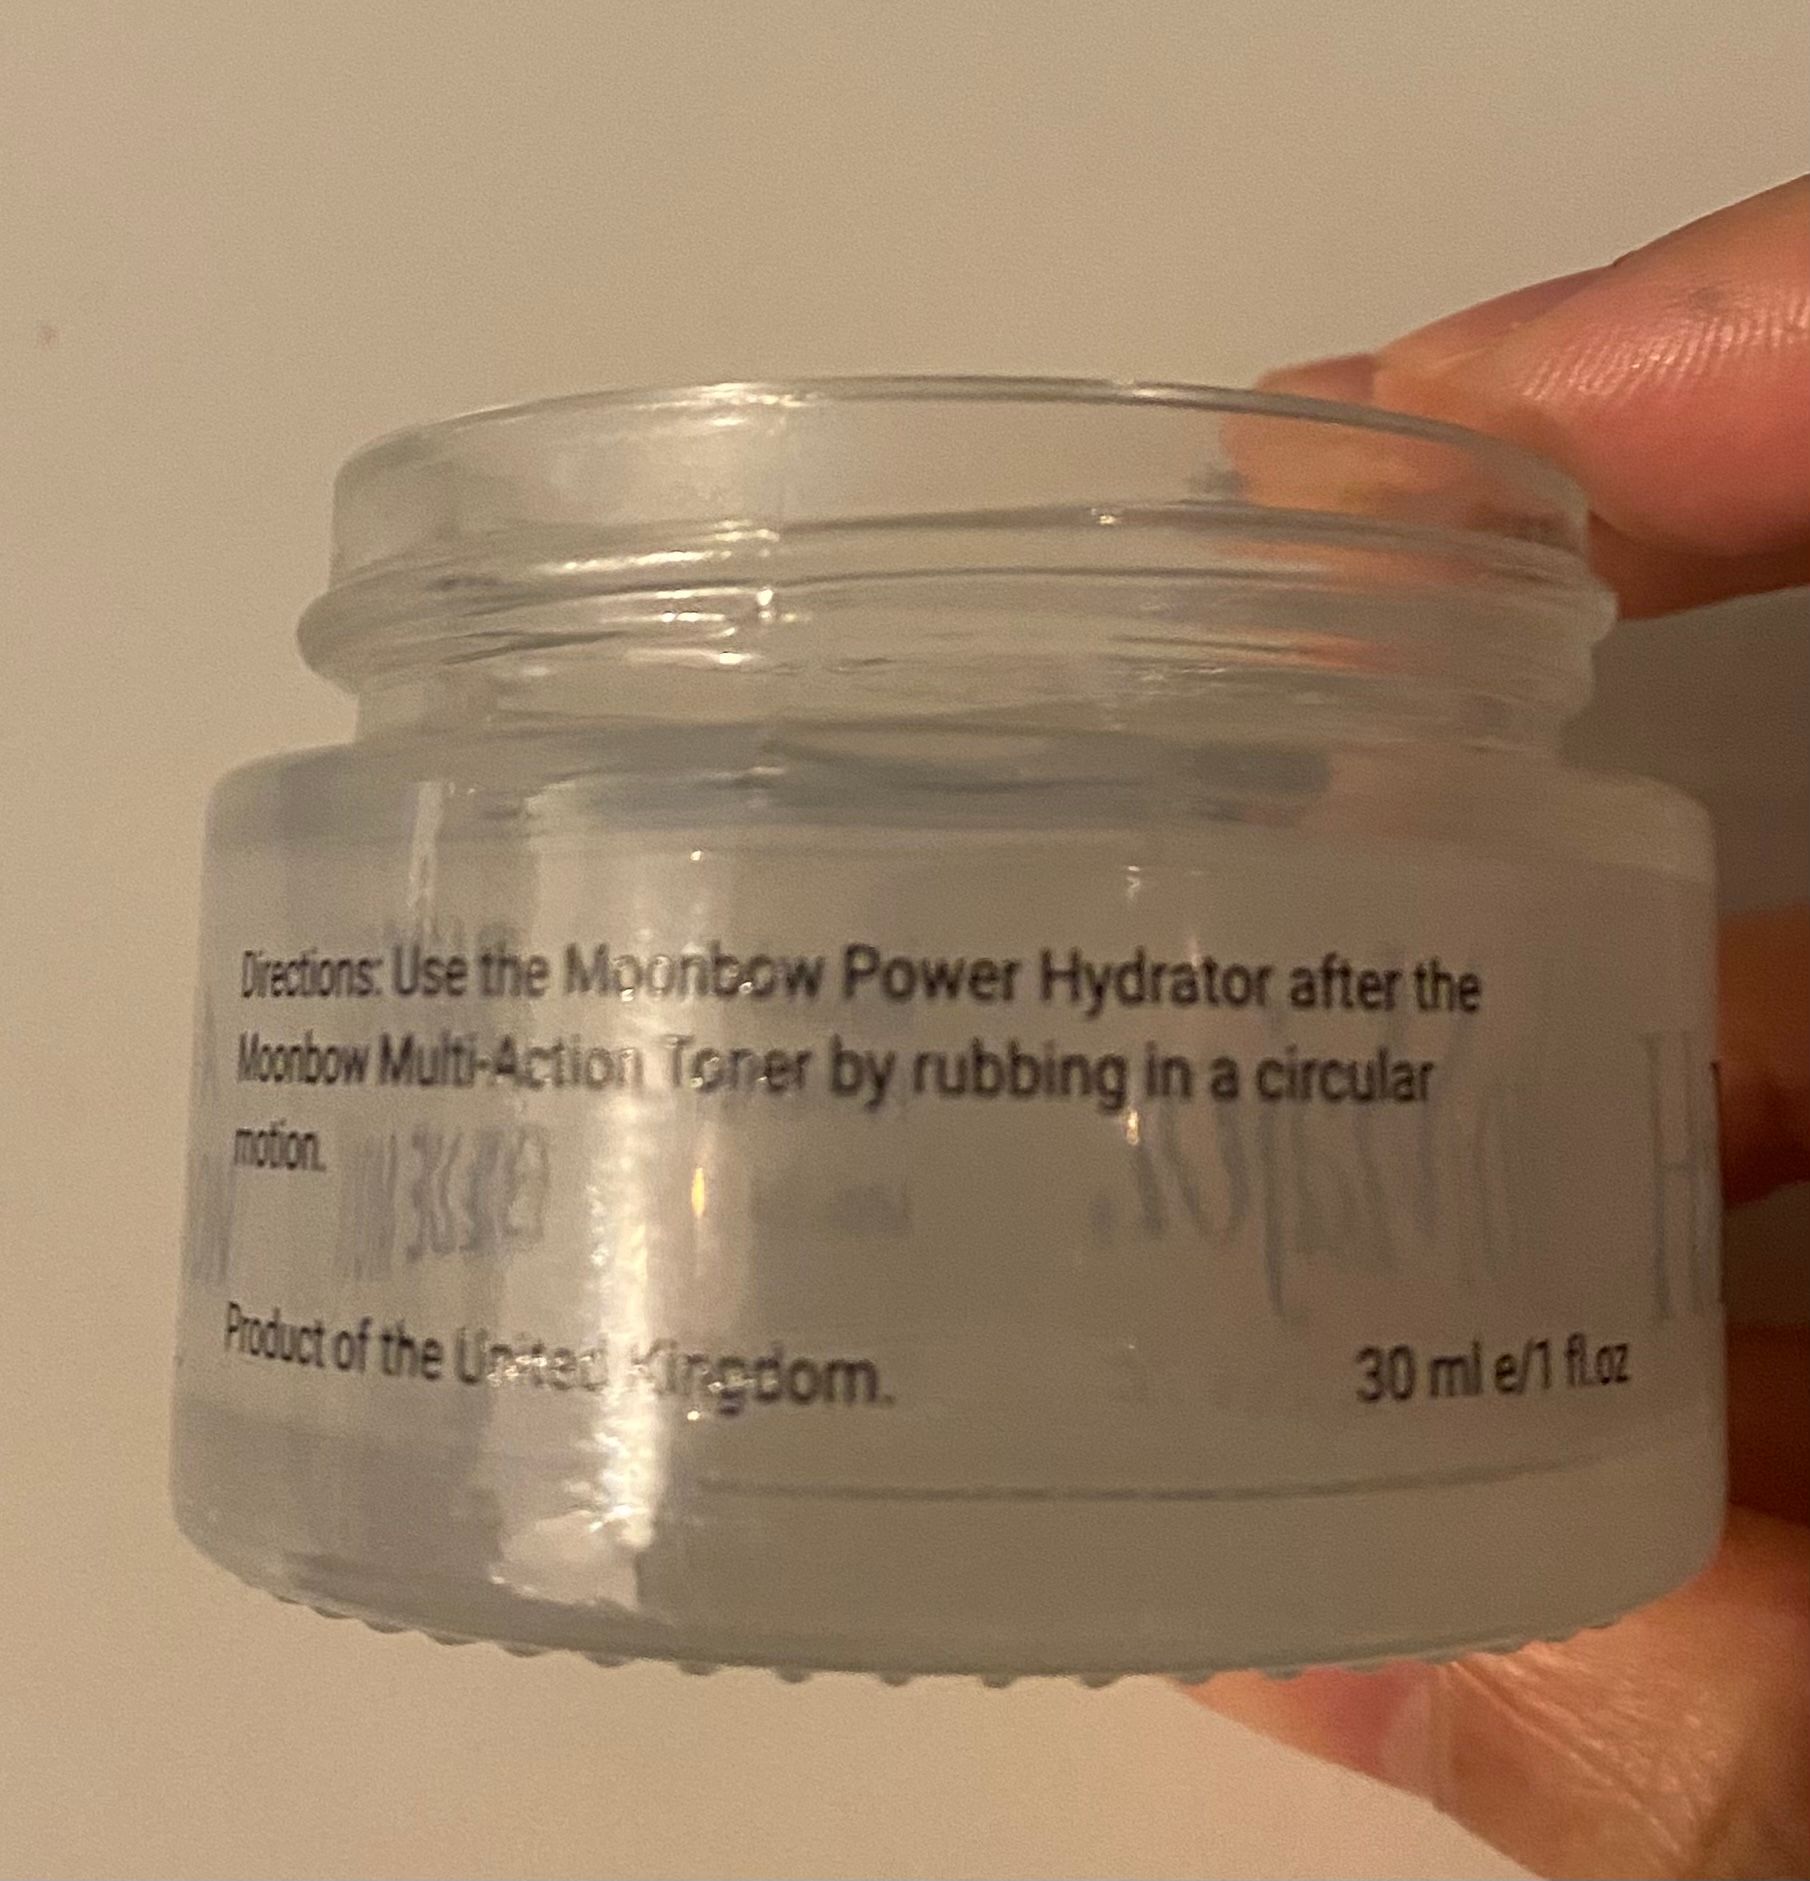 Directions: Use the Moonbow Power Hydrator after the
Moonbow Multi-Action Toner by rubbing in a circular
motion.
Product of the United Kingdom.
30 ml e/1 fl.oz